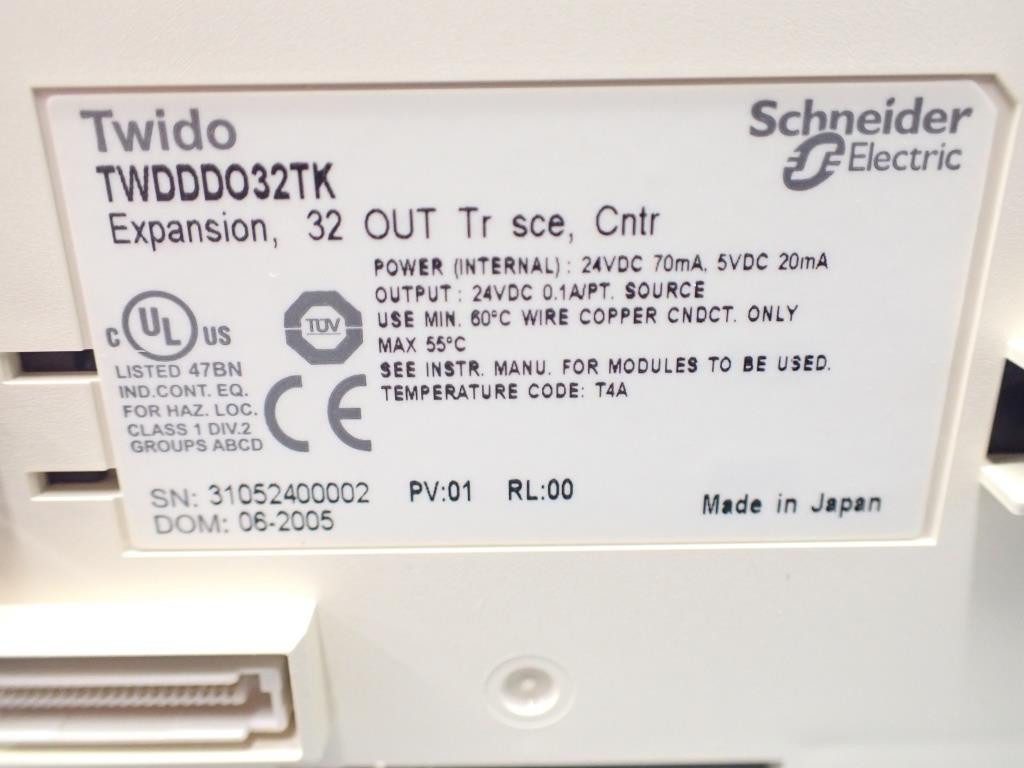 Twido
Schneider
Electric
TWDDDO32TK
Expansion, 32 OUT Tr sce, Cntr
POWER (INTERNAL) : 24VDC 70mA, 5VDC 20mA
OUTPUT : 24VDC 0.1A/PT. SOURCE
USE MIN. 60°C WIRE COPPER CNDCT. ONLY
MAX 55°C
SEE INSTR. MANU. FOR MODULES TO BE USED.
TEMPERATURE CODE: T4A
C UL US
TÜV
LISTED 47BN
IND.CONT. EQ.
FOR HAZ. LOC.
CLASS 1 DIV.2
GROUPS ABCD
CE
SN: 31052400002 PV:01 RL:00
DOM: 06-2005
Made in Japan